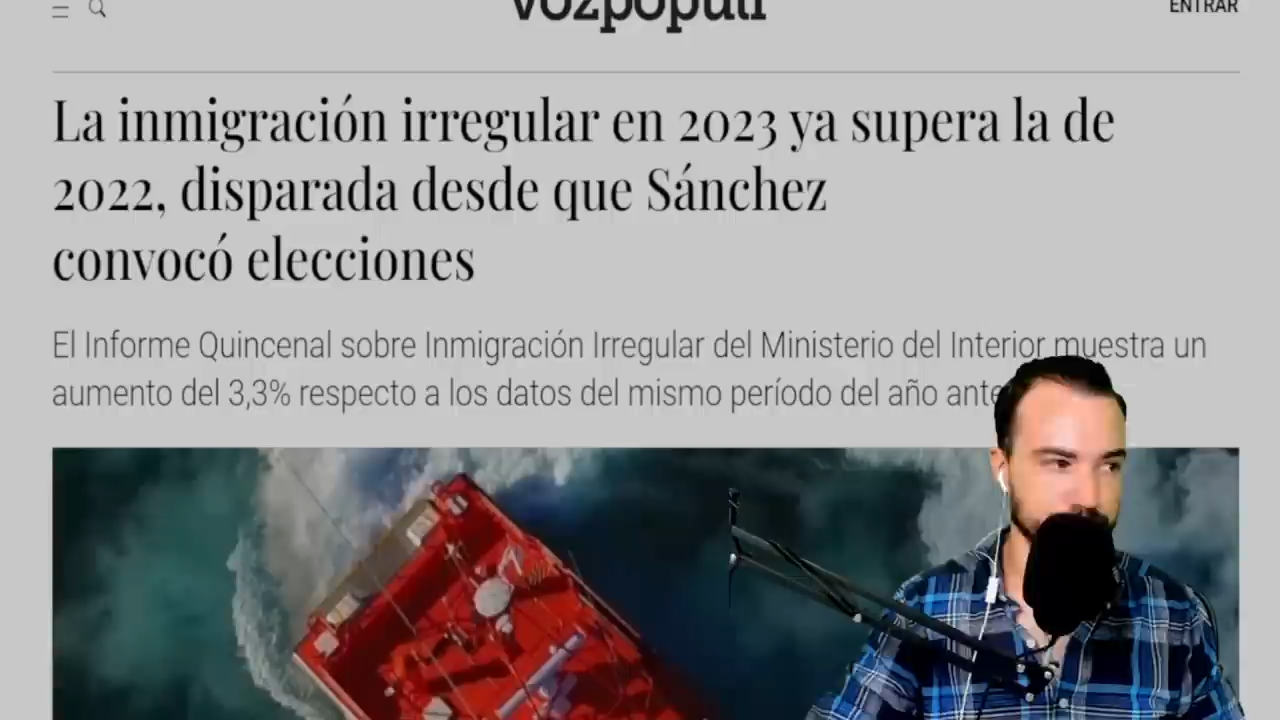 vozpópuli
ENTRAR
La inmigración irregular en 2023 ya supera la de
2022, disparada desde que Sánchez
convocó elecciones
El Informe Quincenal sobre Inmigración Irregular del Ministerio del Interior muestra un
aumento del 3,3% respecto a los datos del mismo período del año